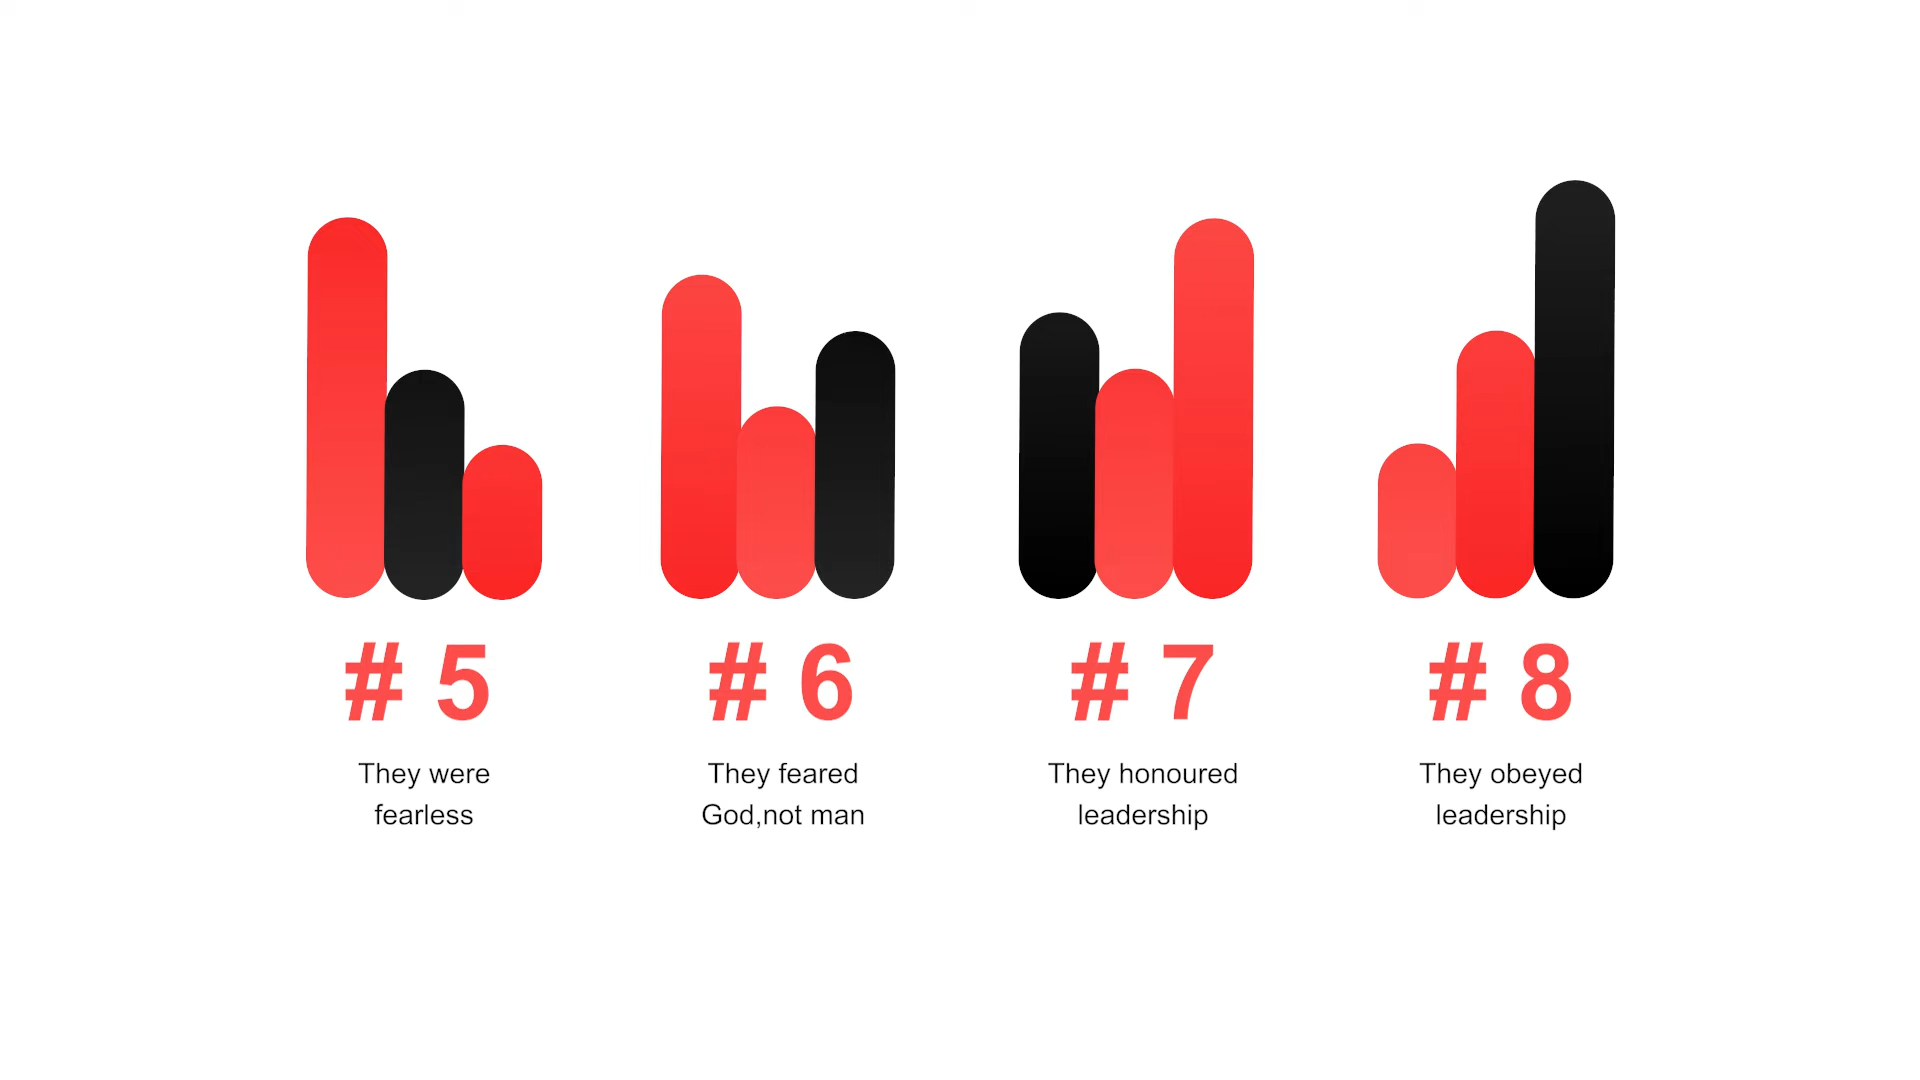 # 5
They were
fearless
# 6
They feared
God,not man
# 7
They honoured
leadership
# 8
They obeyed
leadership